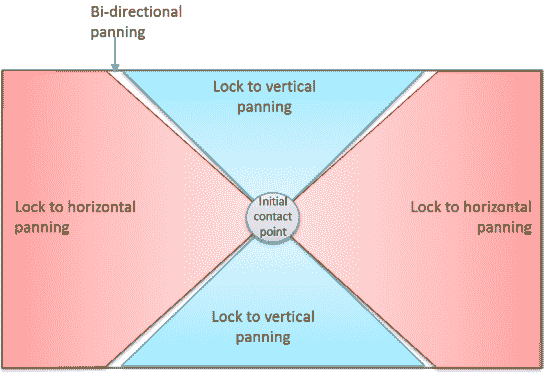 Bi-directional
panning
Lock to vertical
panning
Lock to horizontal
panning
Initial
contact
point
Lock to horizontal
panning
Lock to vertical
panning